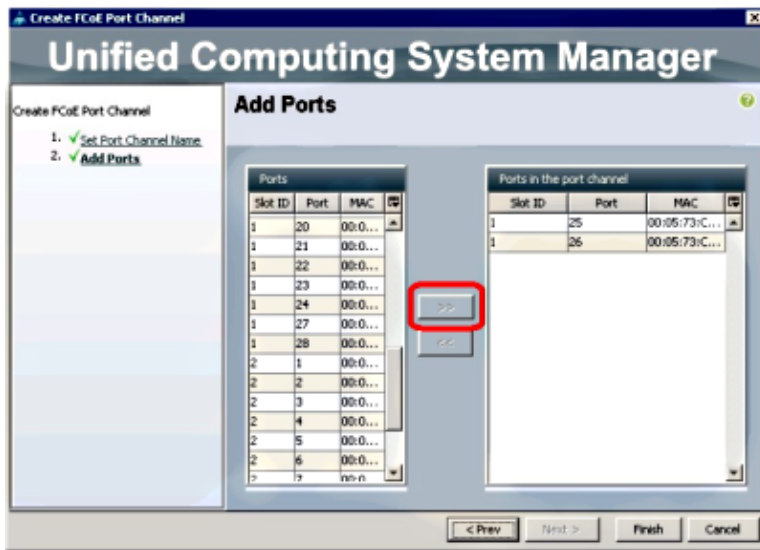 Create FCoE Port Channel
Unified Computing System Manager
Create FCoE Port Channel
1. Set Port Channel Name
2. Add Ports
Add Ports
Ports
Slot ID Port MAC
1 20 00:0...
1 21 00:0...
1 22 00:0...
1 23 00:0...
1 24 00:0...
1 27 00:0...
1 28 00:0...
2 1 00:0...
2 2 00:0...
2 3 00:0...
2 4 00:0...
2 5 00:0...
2 6 00:0...
2 7
>>
<<
Ports in the port channel
Slot ID Port MAC
1 25 00:05:73:C...
1 26 00:05:73:C...
< Prev
Next >
Finish
Cancel